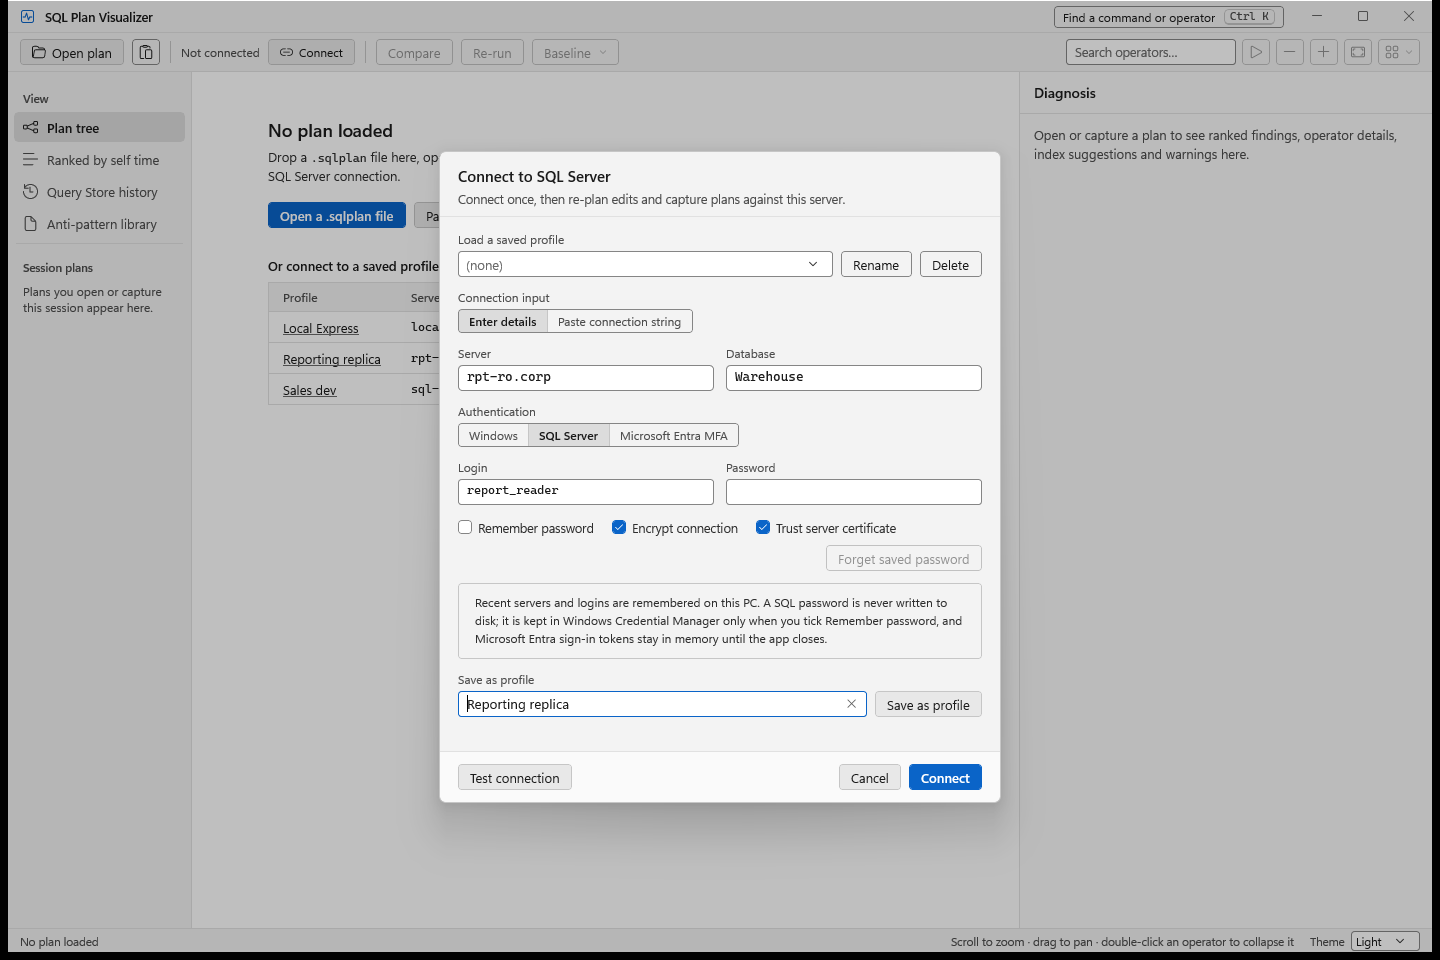 SQL Plan Visualizer
Find a command or operator Ctrl K
Open plan
Not connected
Connect
Compare
Re-run
Baseline
Search operators...
View
Plan tree
Ranked by self time
Query Store history
Anti-pattern library
Session plans
Plans you open or capture
this session appear here.
No plan loaded
Drop a .sqlplan file here, op
SQL Server connection.
Open a .sqlplan file
Pa
Or connect to a saved profile
Profile Serve
Local Express loca
Reporting replica rpt-
Sales dev sql-
Connect to SQL Server
Connect once, then re-plan edits and capture plans against this server.
Load a saved profile
(none)
Rename
Delete
Connection input
Enter details
Paste connection string
Server
Database
rpt-ro.corp
Warehouse
Authentication
Windows
SQL Server
Microsoft Entra MFA
Login
Password
report_reader
Remember password
Encrypt connection
Trust server certificate
Forget saved password
Recent servers and logins are remembered on this PC. A SQL password is never written to
disk; it is kept in Windows Credential Manager only when you tick Remember password, and
Microsoft Entra sign-in tokens stay in memory until the app closes.
Save as profile
Reporting replica
Save as profile
Test connection
Cancel
Connect
Diagnosis
Open or capture a plan to see ranked findings, operator details,
index suggestions and warnings here.
No plan loaded
Scroll to zoom · drag to pan · double-click an operator to collapse it
Theme
Light